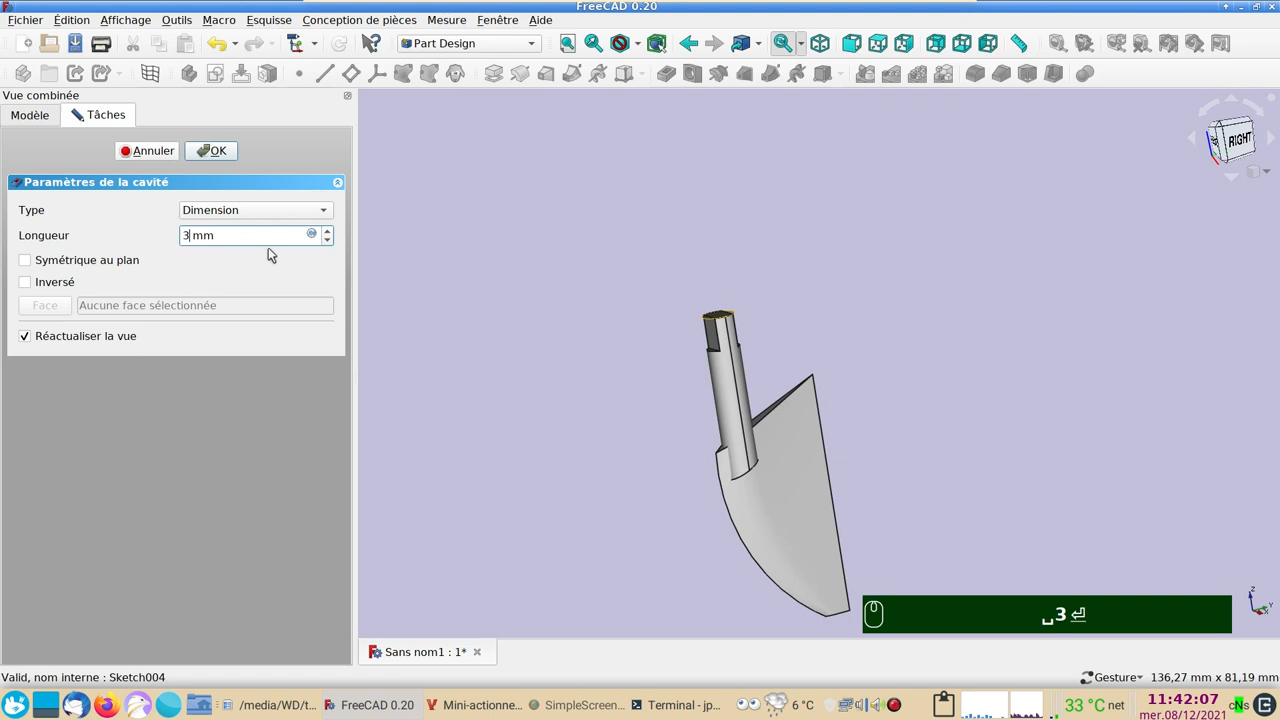 FreeCAD 0.20
Fichier Édition Affichage Outils Macro Esquisse Conception de pièces Mesure Fenêtre Aide
Part Design
Vue combinée
Modèle Tâches
Annuler OK
Paramètres de la cavité
Type Dimension
Longueur 3 mm
Symétrique au plan
Inversé
Face Aucune face sélectionnée
Réactualiser la vue
RIGHT
␣3 ⏎
Sans nom1 : 1*
Valid, nom interne : Sketch004
Gesture 136,27 mm x 81,19 mm
/media/WD/t... FreeCAD 0.20 Mini-actionne... SimpleScreen... Terminal - jp... 6 °C 33 °C net 11:42:07
mer.08/12/2021